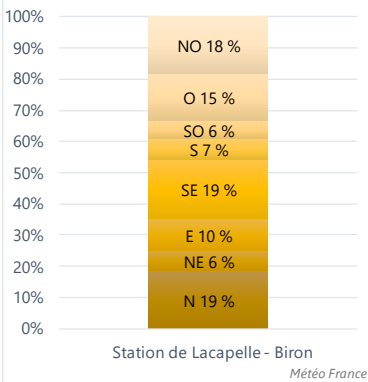 100%
90%
80%
70%
60%
50%
40%
30%
20%
10%
0%
NO 18 %
O 15 %
SO 6 %
S 7 %
SE 19 %
E 10 %
NE 6 %
N 19 %
Station de Lacapelle - Biron
Météo France